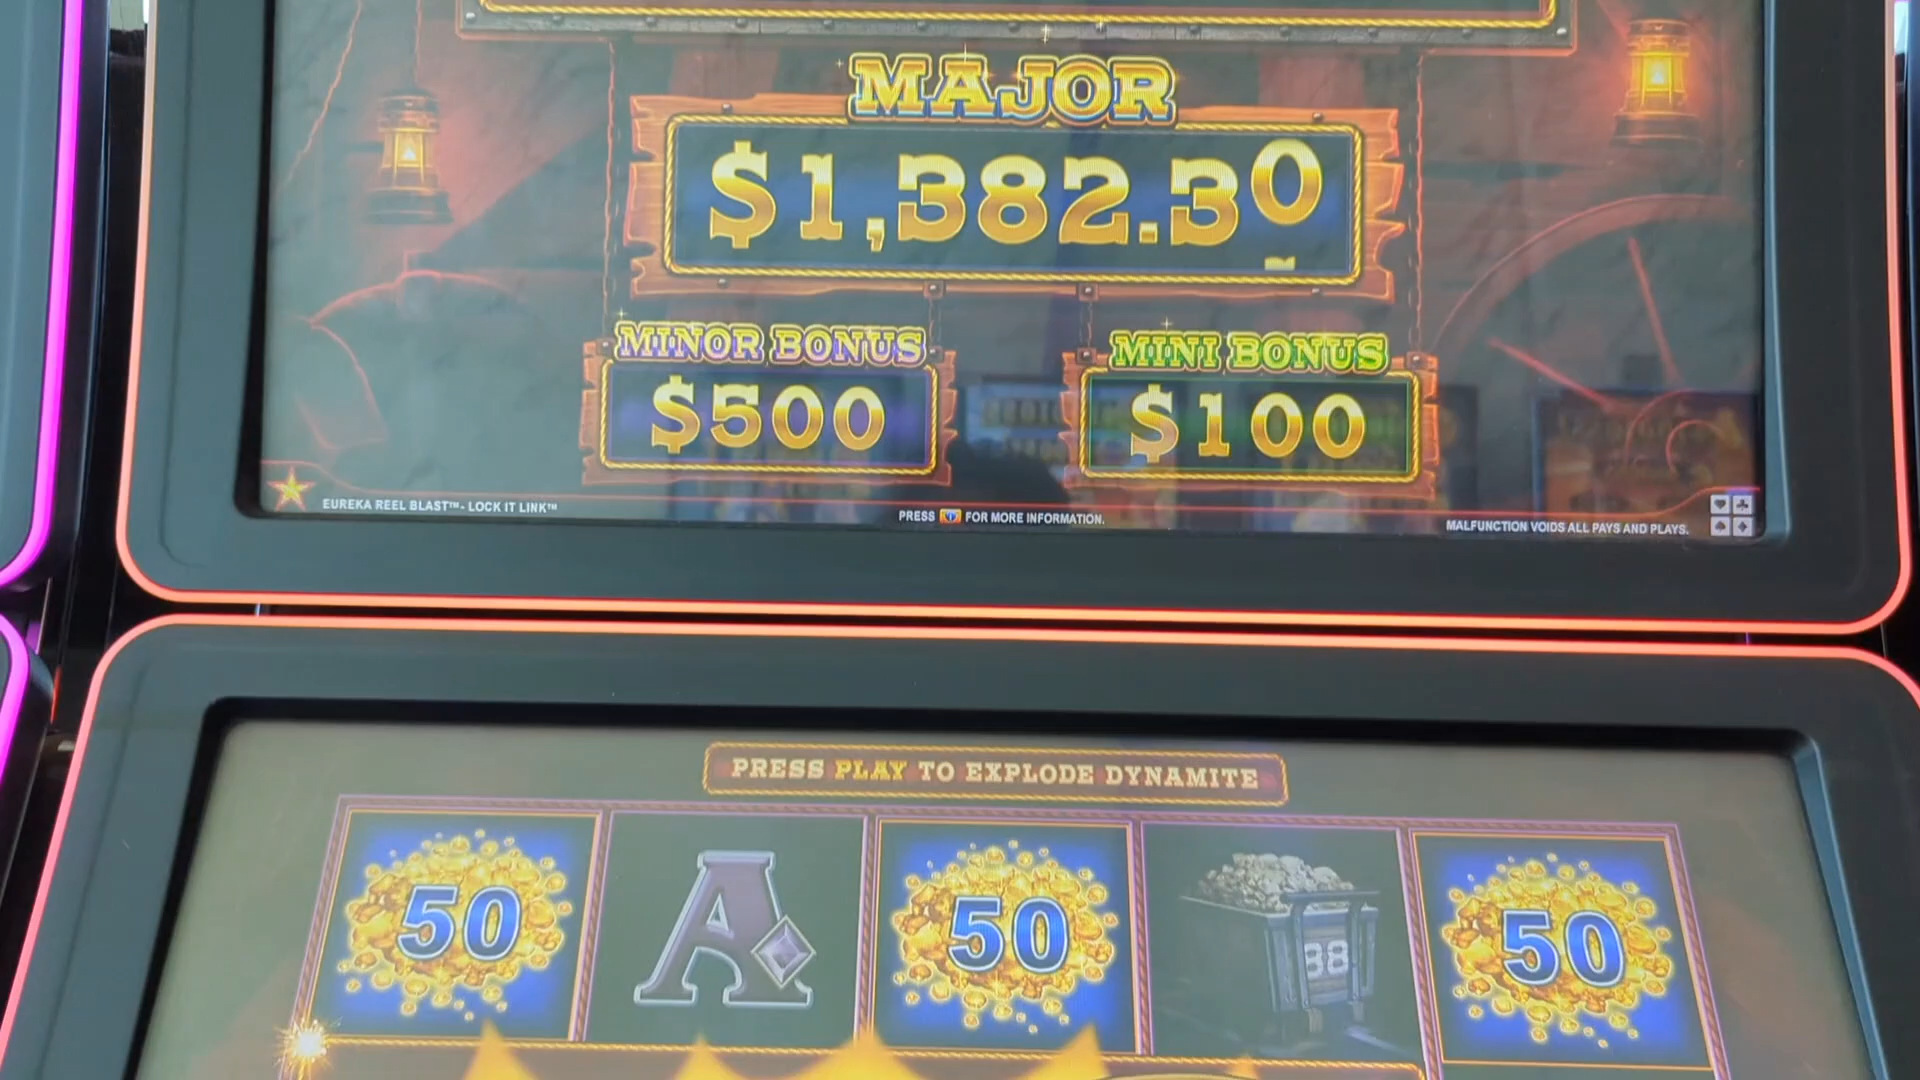 MAJOR
$1,382.30
MINOR BONUS
MINI BONUS
$500
$100
EUREKA REEL BLAST™ - LOCK IT LINK™
PRESS FOR MORE INFORMATION.
MALFUNCTION VOIDS ALL PAYS AND PLAYS.
PRESS PLAY TO EXPLODE DYNAMITE
50
A
50
38
50